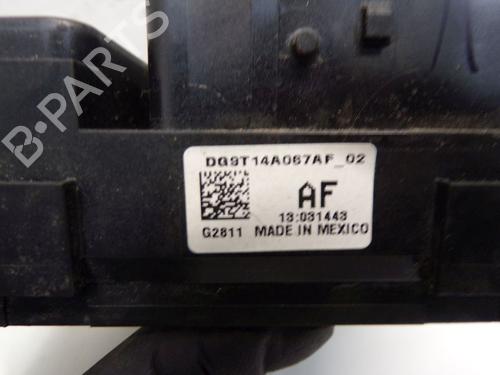 DG9T14A067AF_02
AF
13:031443
G2811 MADE IN MEXICO
B-PARTS